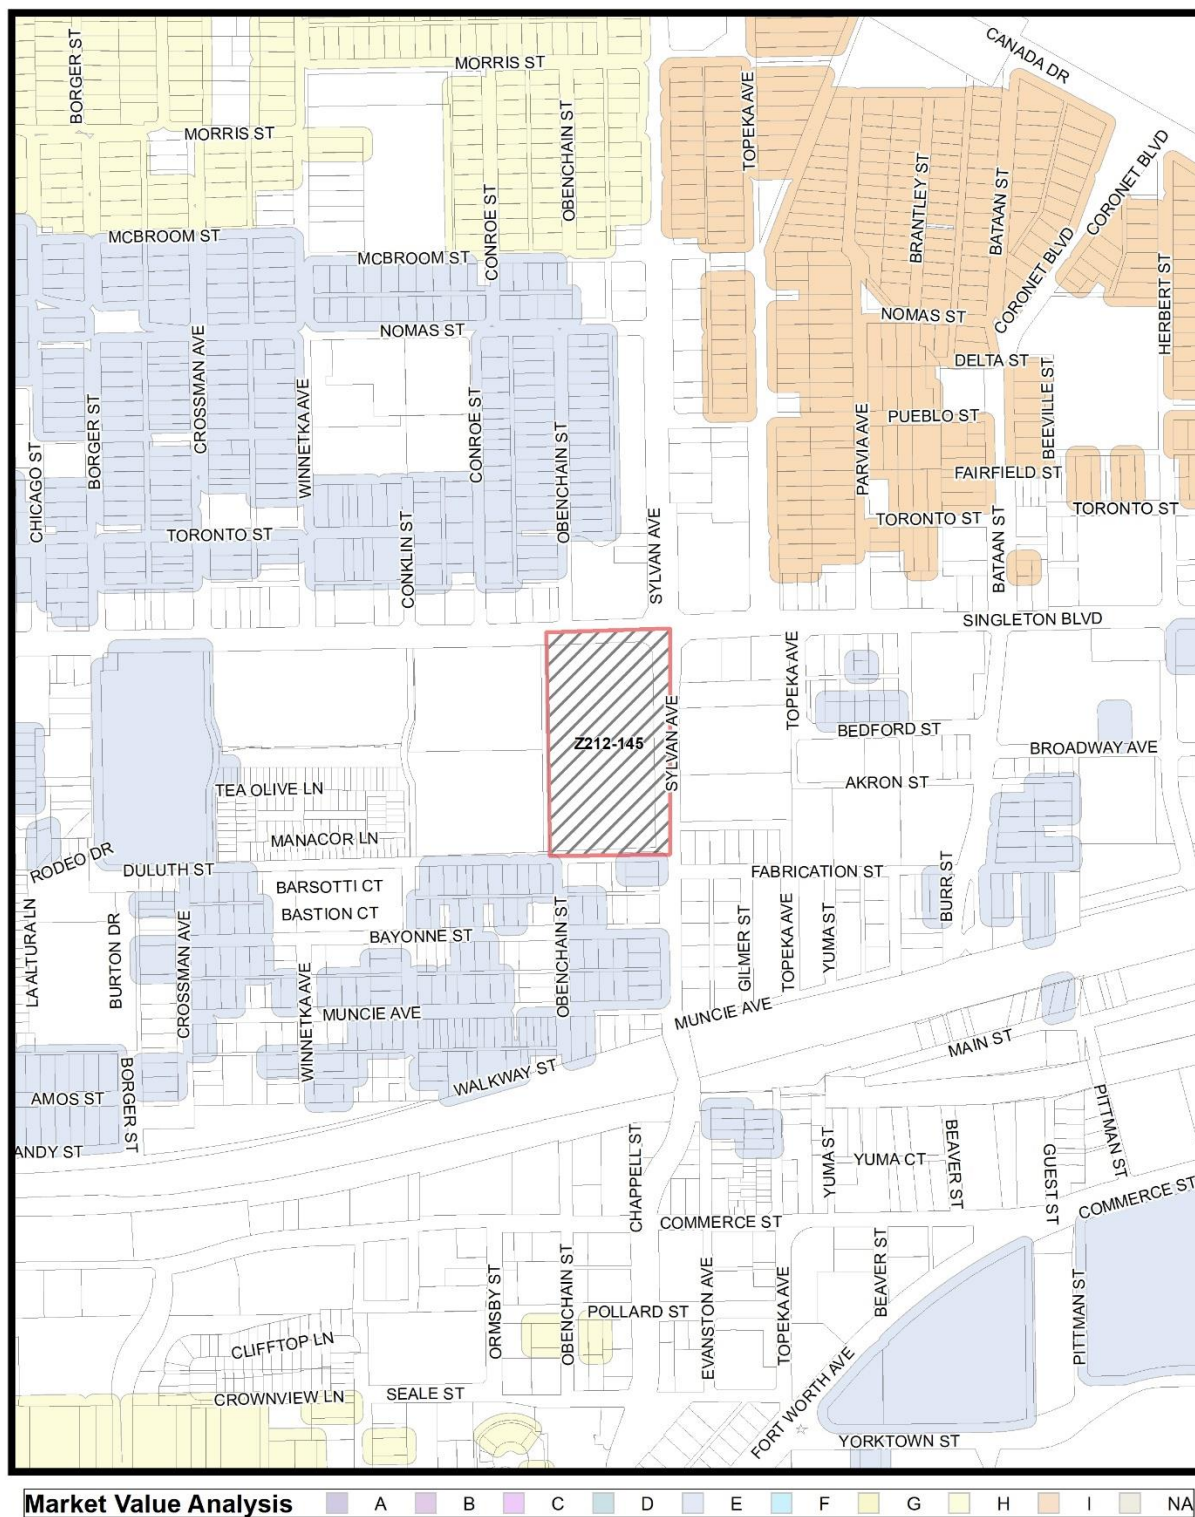 CANADA DR
BORGER ST
MORRIS ST
TOPEKA AVE
MORRIS ST
OBENCHAIN ST
CORONET BLVD
BRANTLEY ST
BATAAN ST
CONROE ST
MCBROOM ST
MCBROOM ST
CORONET BLVD
HERBERT ST
NOMAS ST
NOMAS ST
DELTA ST
CROSSMAN AVE
WINNETKA AVE
CONROE ST
BORGER ST
PUEBLO ST
BEEVILLE ST
PARVIA AVE
OBENCHAIN ST
CHICAGO ST
FAIRFIELD ST
TORONTO ST
TORONTO ST
TORONTO ST
CONKLIN ST
SYLVAN AVE
BATAAN ST
SINGLETON BLVD
TOPEKA AVE
Z212-145
SYLVAN AVE
BEDFORD ST
BROADWAY AVE
TEA OLIVE LN
AKRON ST
MANACOR LN
RODEO DR
DULUTH ST
FABRICATION ST
BARSOTTI CT
BURR ST
BASTION CT
LA ALTURA LN
BURTON DR
CROSSMAN AVE
BAYONNE ST
OBENCHAIN ST
GILMER ST
TOPEKA AVE
YUMA ST
WINNETKA AVE
MUNCIE AVE
MUNCIE AVE
MAIN ST
WALKWAY ST
BORGER ST
AMOS ST
PITTMAN ST
ANDY ST
CHAPPELL ST
YUMA ST
YUMA CT
BEAVER ST
GUEST ST
COMMERCE ST
COMMERCE ST
ORMSBY ST
OBENCHAIN ST
EVANSTON AVE
TOPEKA AVE
BEAVER ST
PITTMAN ST
POLLARD ST
CLIFFTOP LN
CROWNVIEW LN
SEALE ST
FORT WORTH AVE
YORKTOWN ST
Market Value Analysis A B C D E F G H I NA